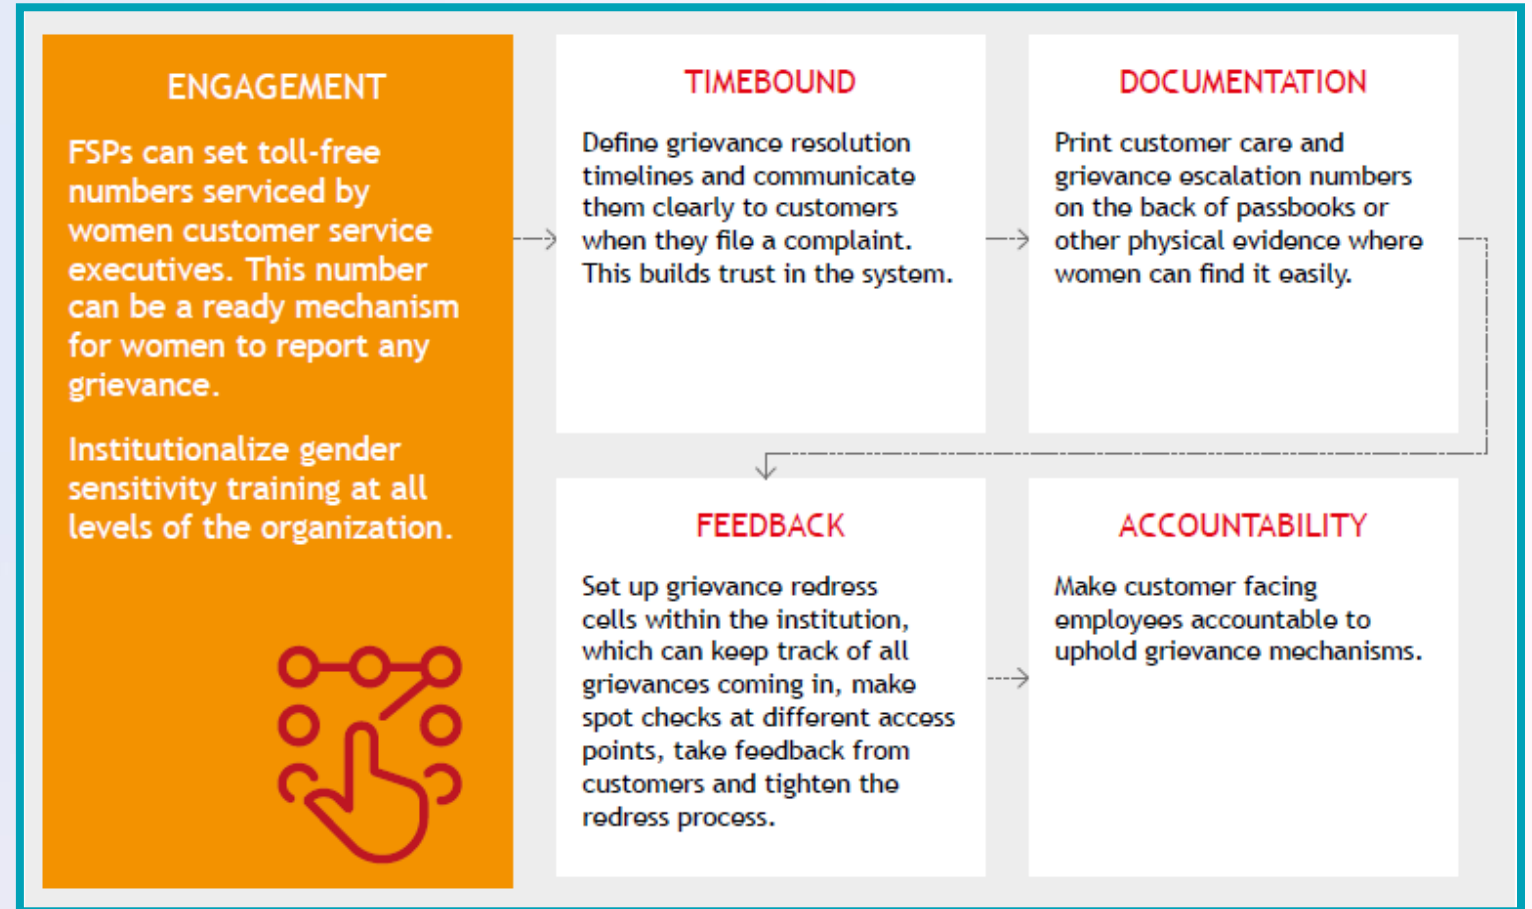 ENGAGEMENT
FSPs can set toll-free
numbers serviced by
women customer service
executives. This number
can be a ready mechanism
for women to report any
grievance.
Institutionalize gender
sensitivity training at all
levels of the organization.
TIMEBOUND
Define grievance resolution
timelines and communicate
them clearly to customers
when they file a complaint.
This builds trust in the system.
DOCUMENTATION
Print customer care and
grievance escalation numbers
on the back of passbooks or
other physical evidence where
women can find it easily.
FEEDBACK
Set up grievance redress
cells within the institution,
which can keep track of all
grievances coming in, make
spot checks at different access
points, take feedback from
customers and tighten the
redress process.
ACCOUNTABILITY
Make customer facing
employees accountable to
uphold grievance mechanisms.